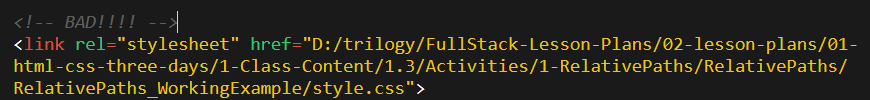 <!-- BAD!!!! -->
<link rel="stylesheet" href="D:/trilogy/FullStack-Lesson-Plans/02-lesson-plans/01-
html-css-three-days/1-Class-Content/1.3/Activities/1-RelativePaths/RelativePaths/
RelativePaths_WorkingExample/style.css">